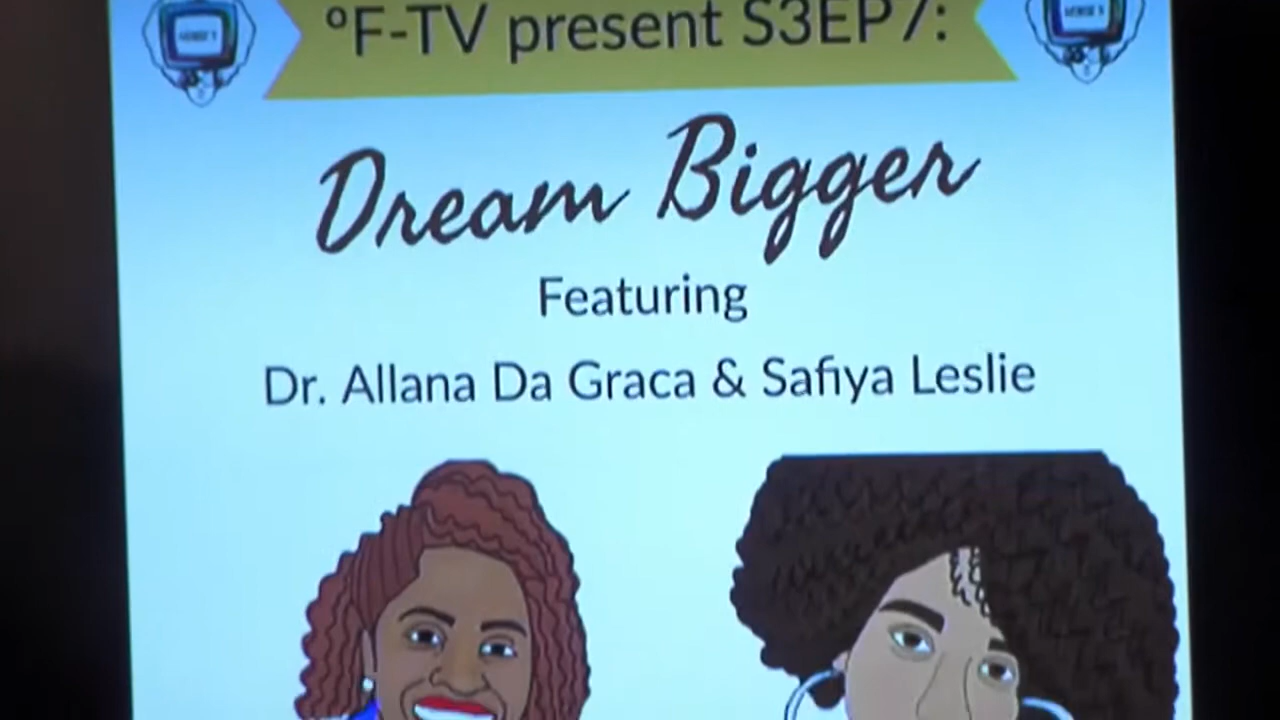 °F-TV present S3EP7:
Dream Bigger
Featuring
Dr. Allana Da Graca & Safiya Leslie